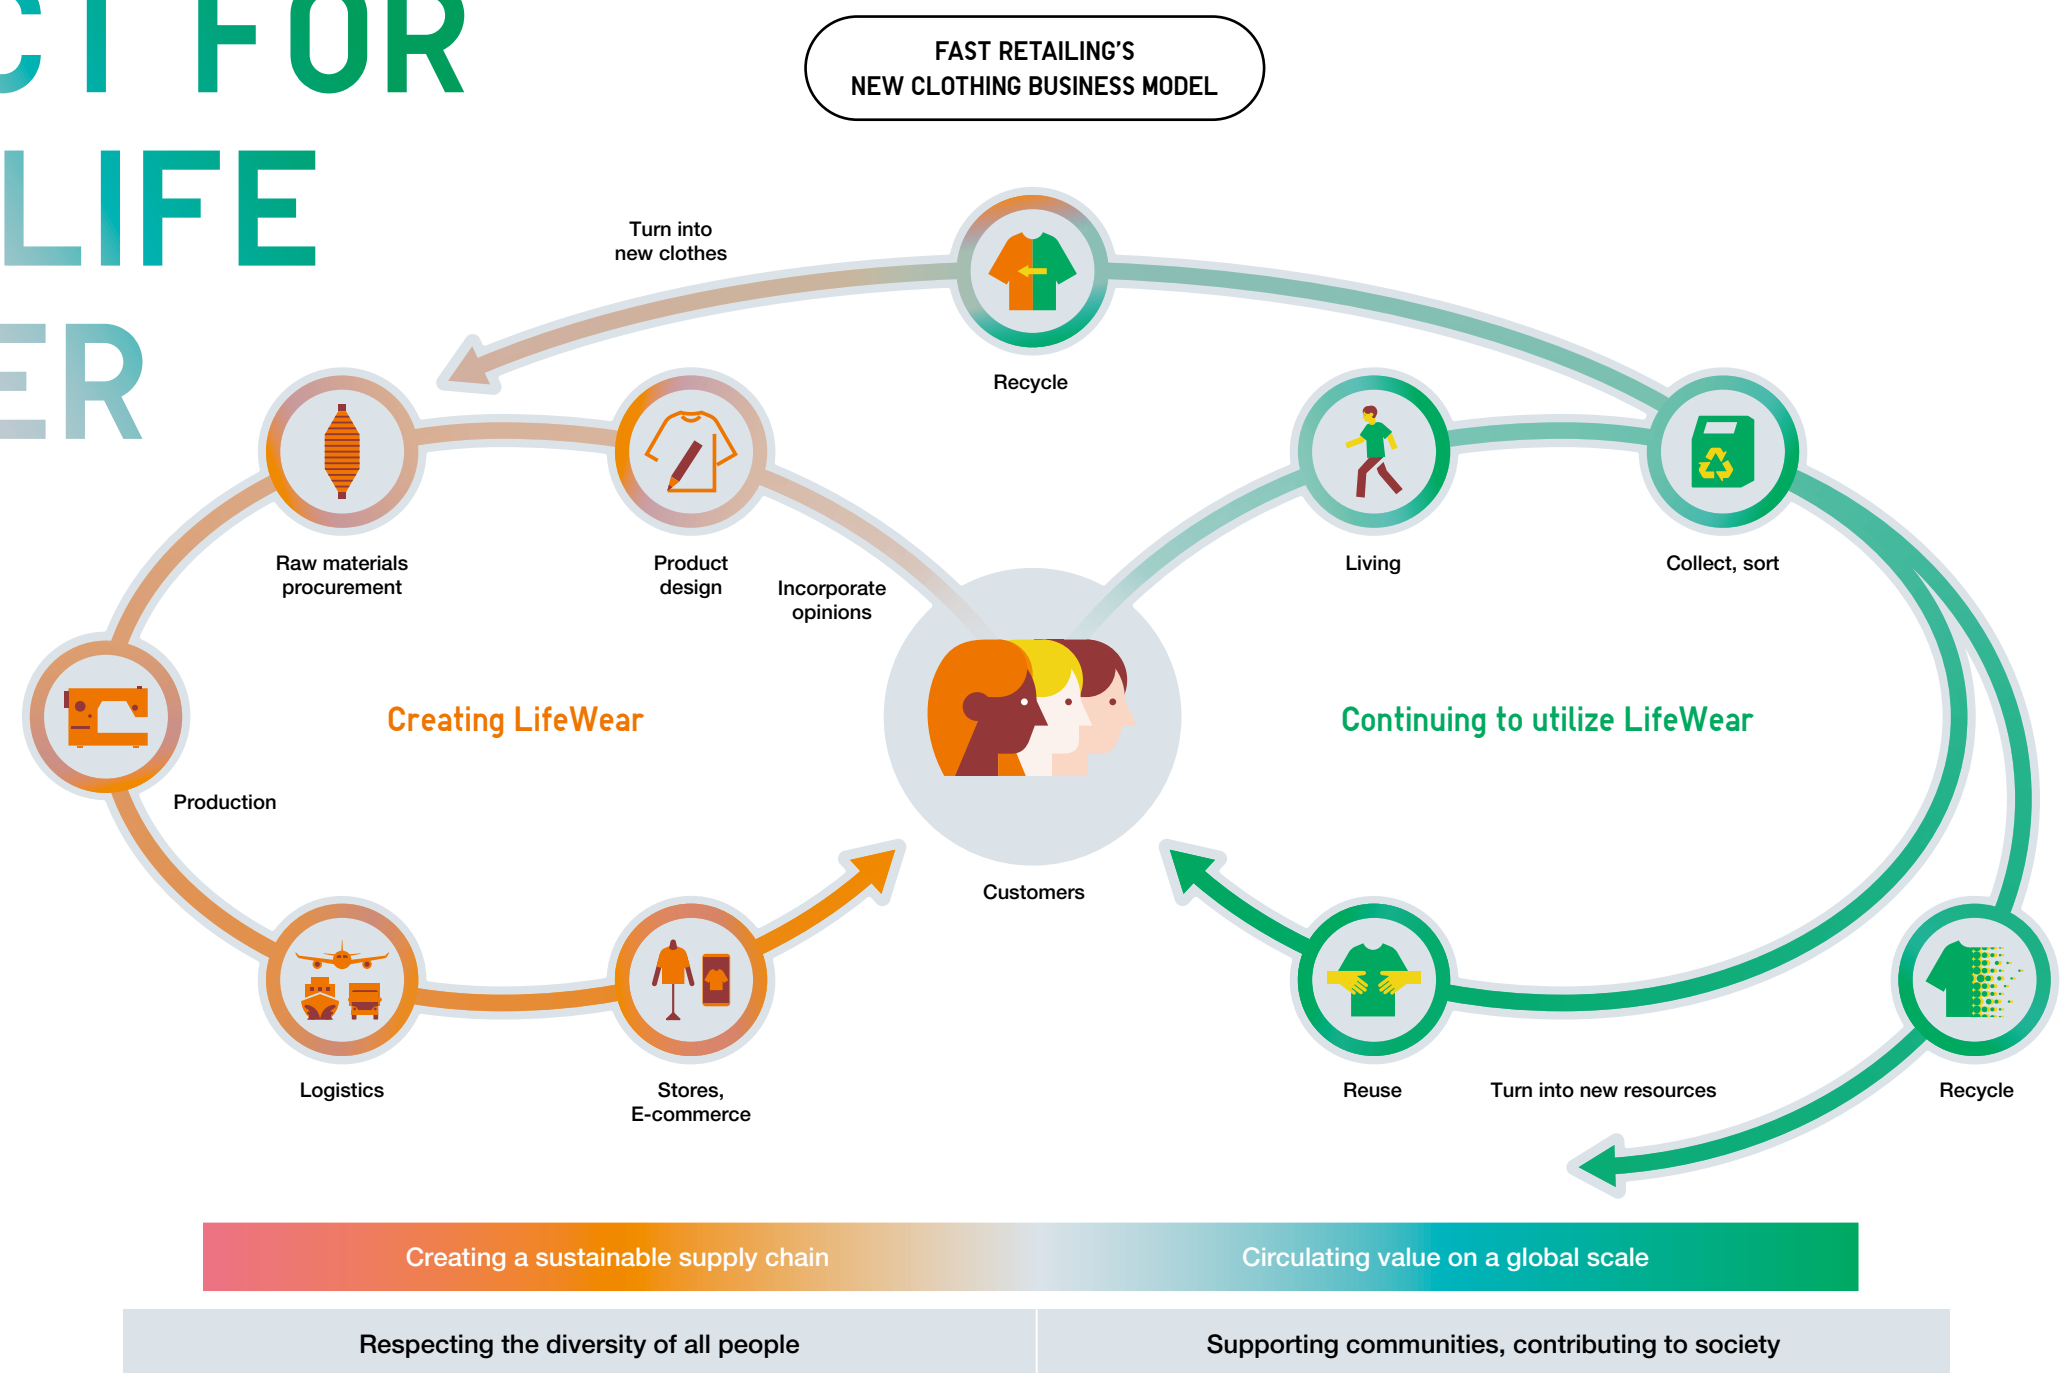 CT FOR
LIFE
ER
FAST RETAILING'S
NEW CLOTHING BUSINESS MODEL
Turn into
new clothes
Recycle
Raw materials
procurement
Product
design
Incorporate
opinions
Living
Collect, sort
Creating LifeWear
Continuing to utilize LifeWear
Production
Customers
Logistics
Stores,
E-commerce
Reuse
Turn into new resources
Recycle
Creating a sustainable supply chain
Circulating value on a global scale
Respecting the diversity of all people
Supporting communities, contributing to society